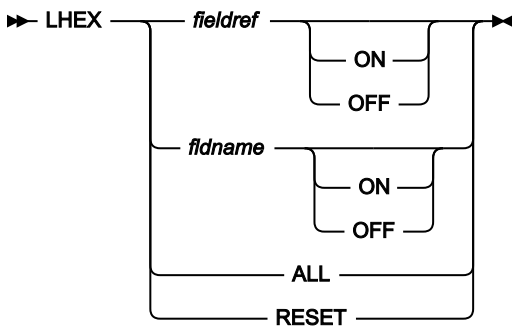 LHEX fieldref
ON
OFF
fldname
ON
OFF
ALL
RESET